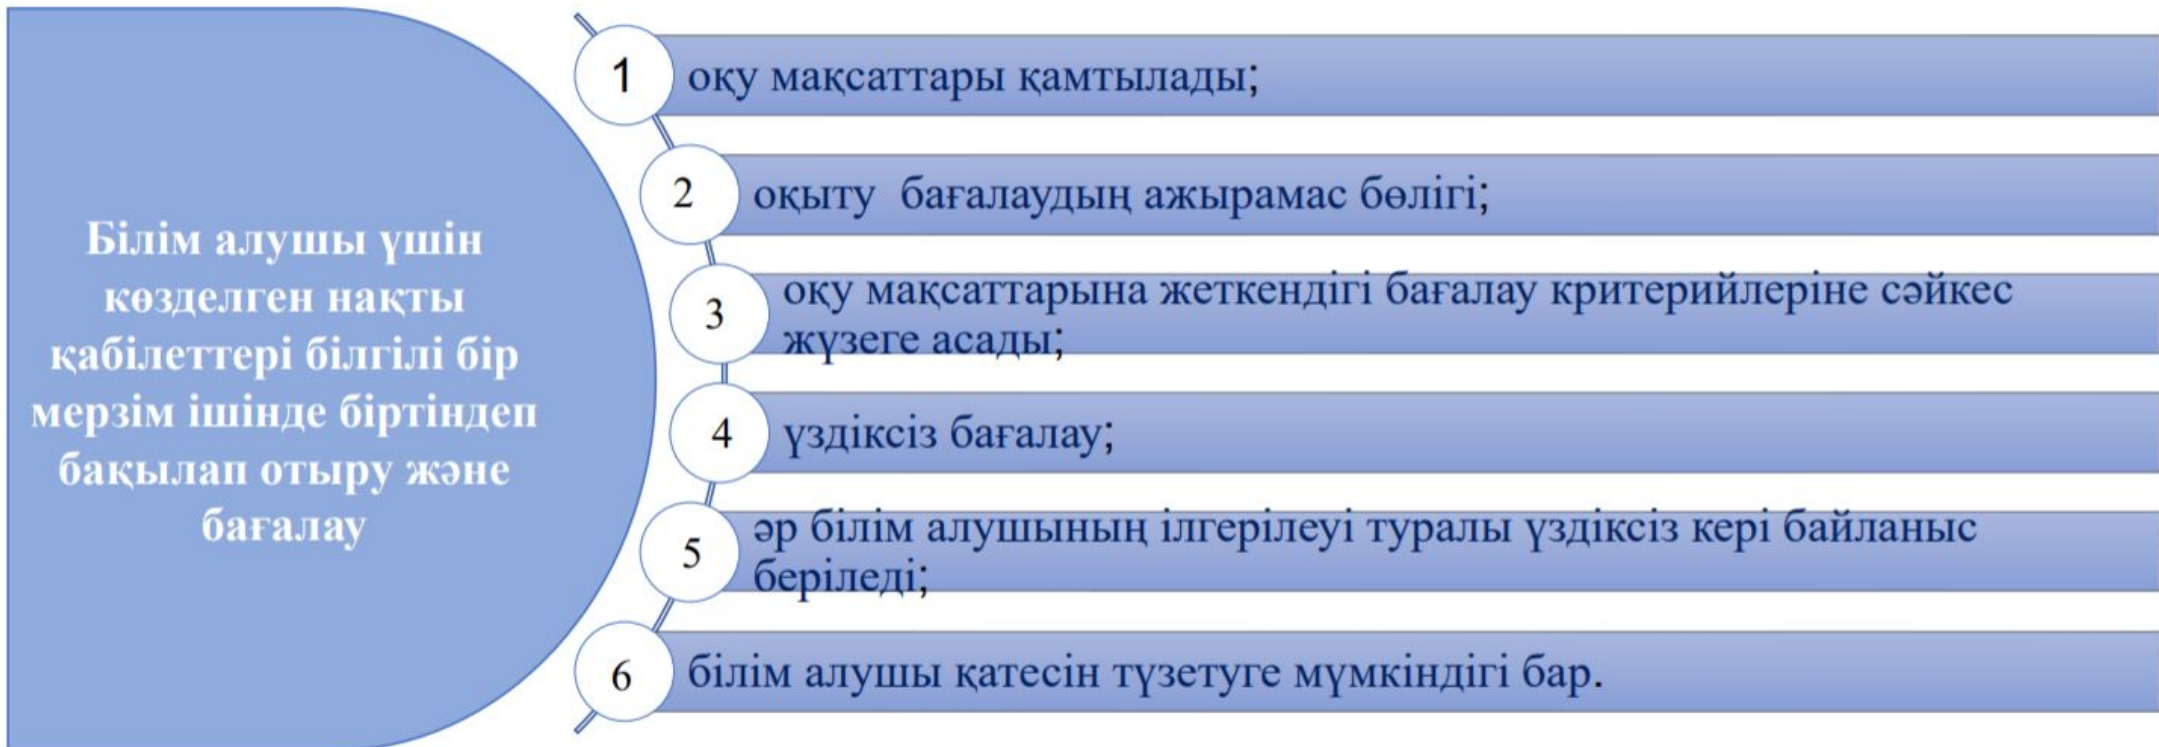 Білім алушы үшін
көзделген нақты
қабілеттері білгілі бір
мерзім ішінде біртіндеп
бақылап отыру және
бағалау
1 оқу мақсаттары қамтылады;
2 оқыту бағалаудың ажырамас бөлігі;
3 оқу мақсаттарына жеткендігі бағалау критерийлеріне сәйкес
жүзеге асады;
4 үздіксіз бағалау;
5 әр білім алушының ілгерілеуі туралы үздіксіз кері байланыс
беріледі;
6 білім алушы қатесін түзетуге мүмкіндігі бар.